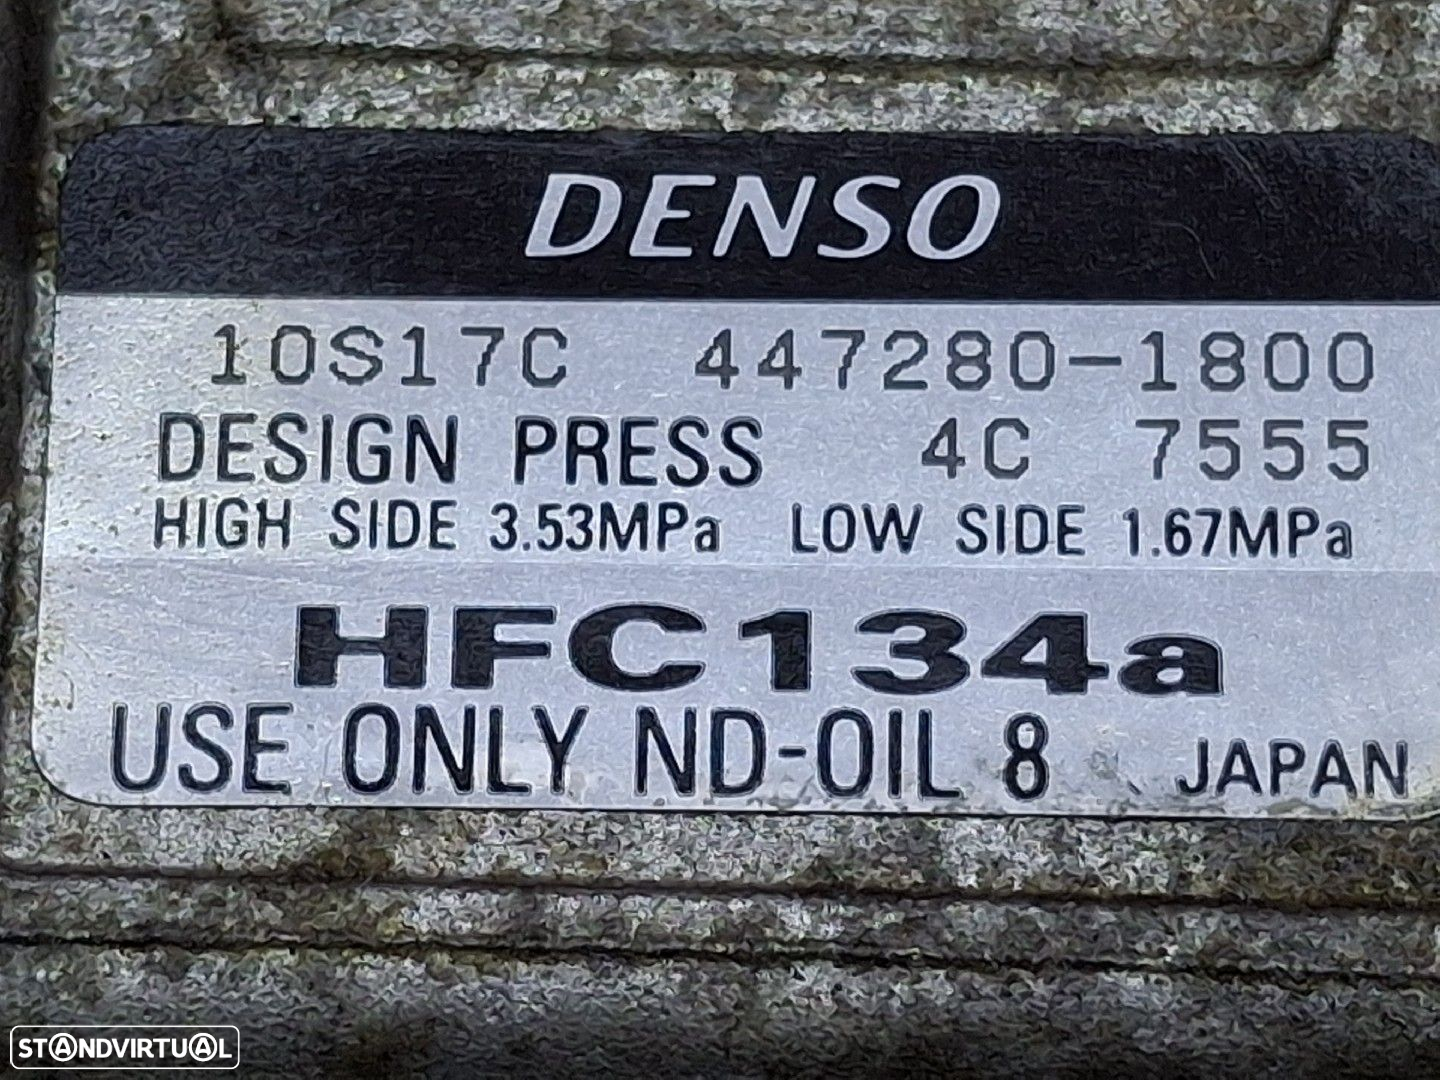 DENSO
10S17C 447280-1800
DESIGN PRESS 4C 7555
HIGH SIDE 3.53MPa LOW SIDE 1.67MPa
HFC134a
USE ONLY ND-OIL 8 JAPAN
STANDVIRTUAL